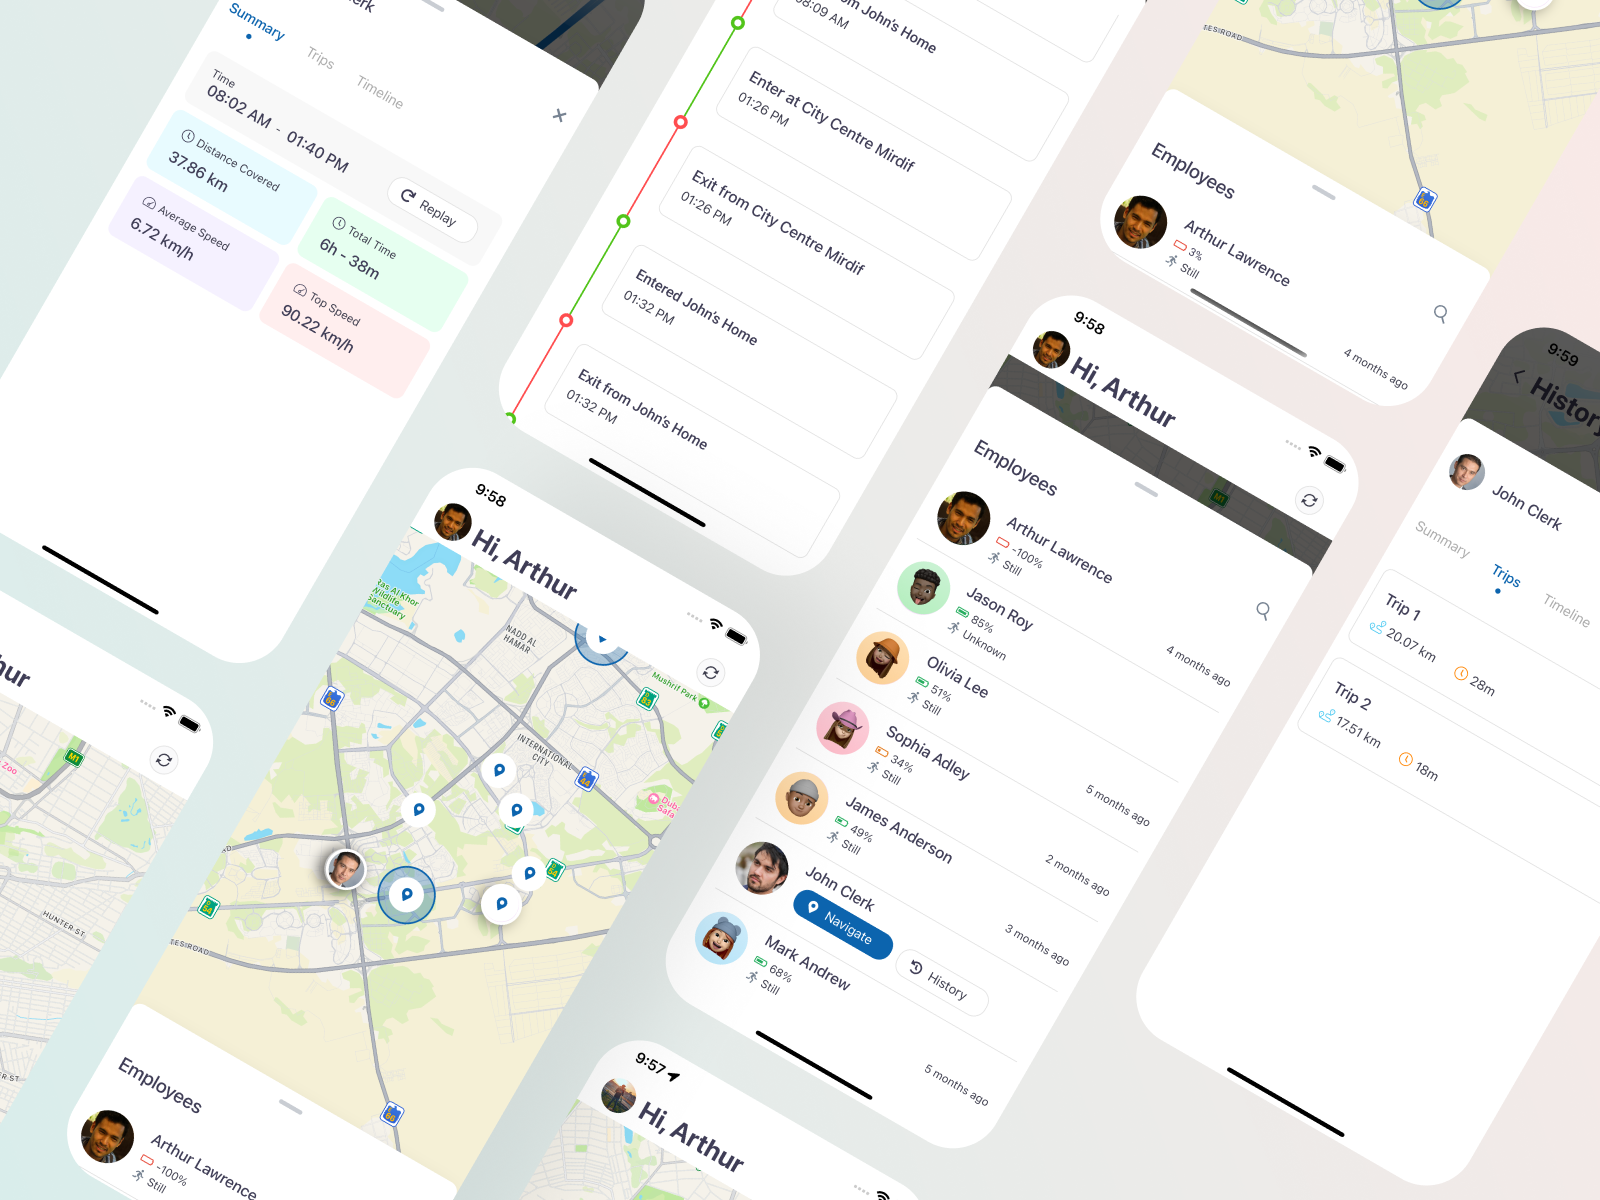 Clerk
Summary
Trips
Timeline
Time
08:02 AM - 01:40 PM
Replay
Distance Covered
37.86 km
Total Time
6h - 38m
Average Speed
6.72 km/h
Top Speed
90.22 km/h
from John's Home
08:09 AM
Enter at City Centre Mirdif
01:26 PM
Exit from City Centre Mirdif
01:26 PM
Entered John's Home
01:32 PM
Exit from John's Home
01:32 PM
Employees
Arthur Lawrence
3%
Still
4 months ago
9:58
Hi, Arthur
M1
Employees
Arthur Lawrence
-100%
Still
4 months ago
Jason Roy
85%
Unknown
Olivia Lee
51%
Still
5 months ago
Sophia Adley
34%
Still
2 months ago
James Anderson
49%
Still
3 months ago
John Clerk
Navigate
History
Mark Andrew
68%
Still
5 months ago
9:59
History
John Clerk
Summary
Trips
Timeline
Trip 1
20.07 km
28m
Trip 2
17.51 km
18m
9:58
Hi, Arthur
Ras Al Khor
Wildlife
Sanctuary
NADD AL
HAMAR
Mushrif Park
INTERNATIONAL
CITY
Employees
Arthur Lawrence
-100%
Still
M1
Zoo
HUNTER ST.
9:57
Hi, Arthur